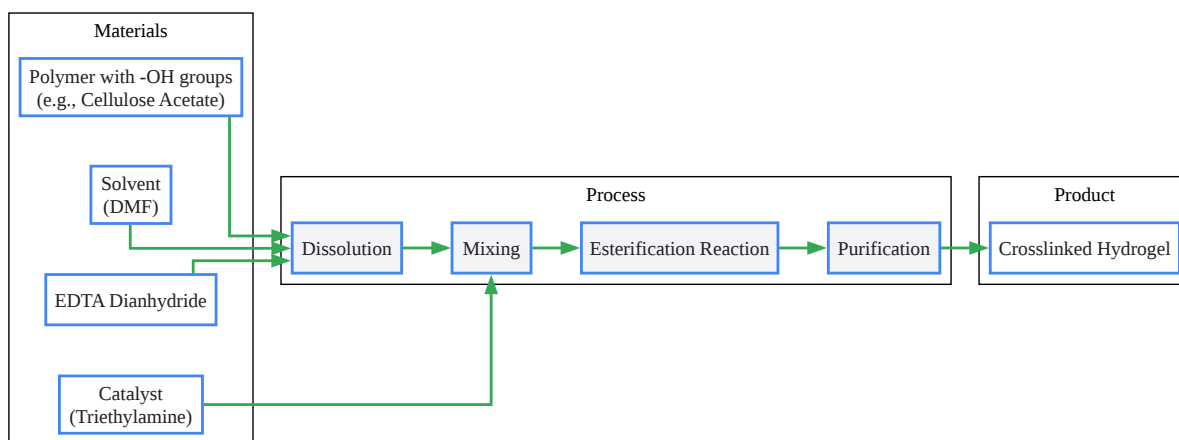 Materials
Polymer with -OH groups
(e.g., Cellulose Acetate)
Solvent
(DMF)
EDTA Dianhydride
Catalyst
(Triethylamine)
Process
Dissolution
Mixing
Esterification Reaction
Purification
Product
Crosslinked Hydrogel